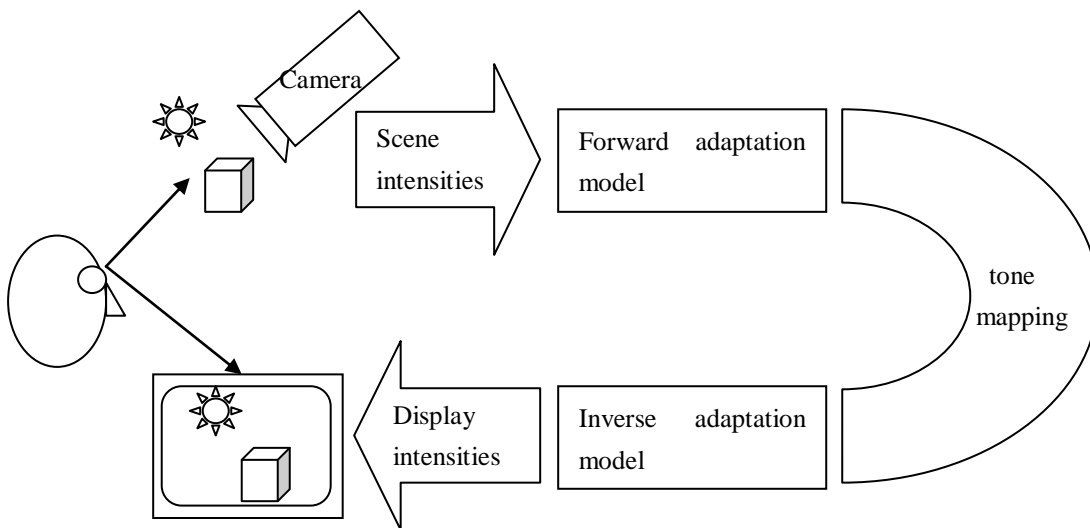 Camera
Scene
intensities
Forward adaptation
model
tone
mapping
Display
intensities
Inverse adaptation
model